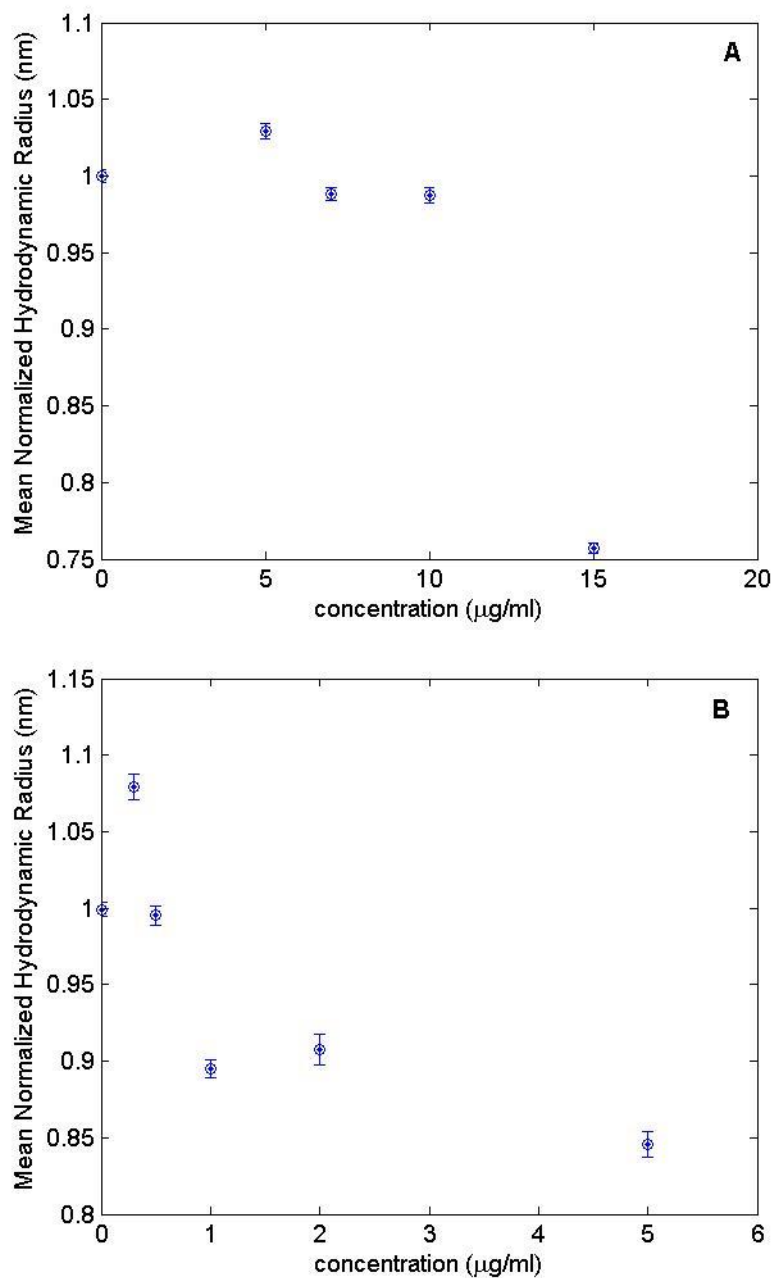 A
Mean Normalized Hydrodynamic Radius (nm)
1.1
1.05
1
0.95
0.9
0.85
0.8
0.75
0 5 10 15 20
concentration (μg/ml)
B
Mean Normalized Hydrodynamic Radius (nm)
1.15
1.1
1.05
1
0.95
0.9
0.85
0.8
0 1 2 3 4 5 6
concentration (μg/ml)